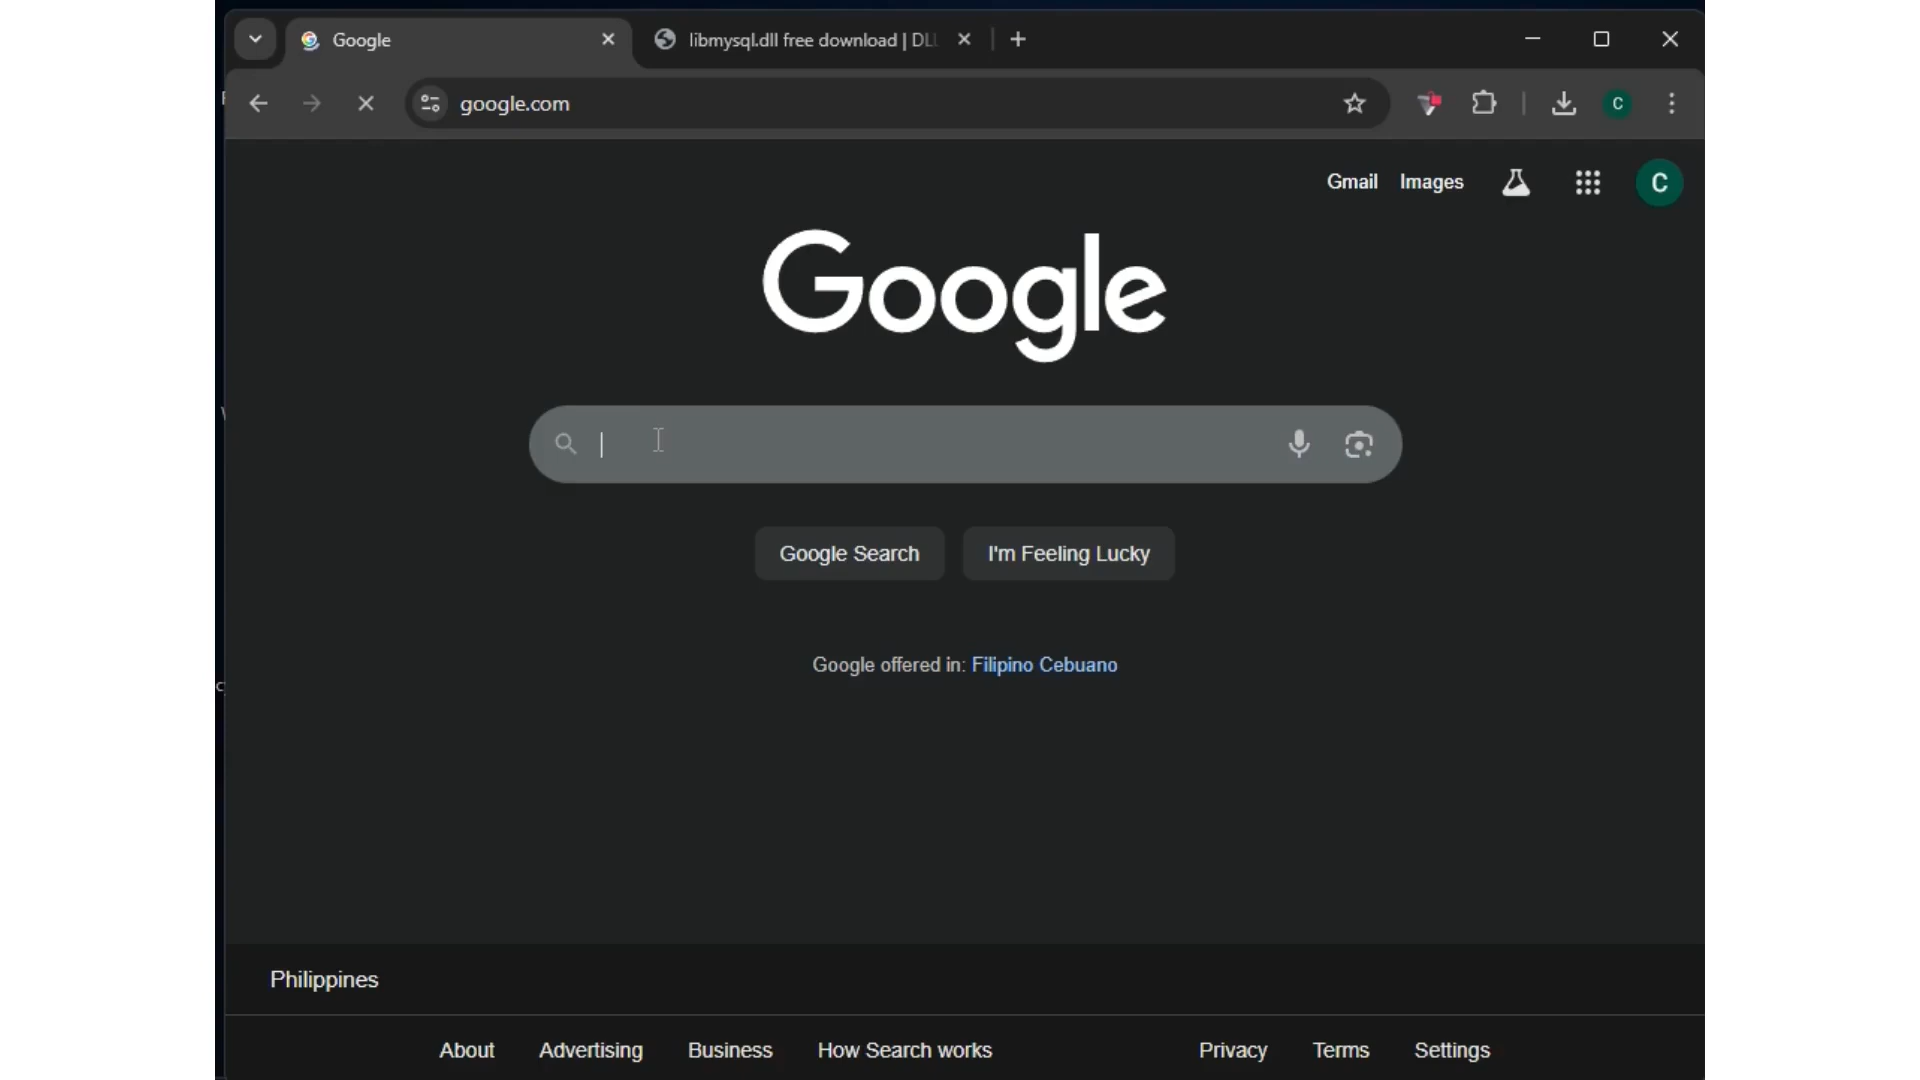 Google
libmysql.dll free download | DLL
google.com
C
Gmail
Images
C
Google
Google Search
I'm Feeling Lucky
Google offered in: Filipino Cebuano
Philippines
About
Advertising
Business
How Search works
Privacy
Terms
Settings